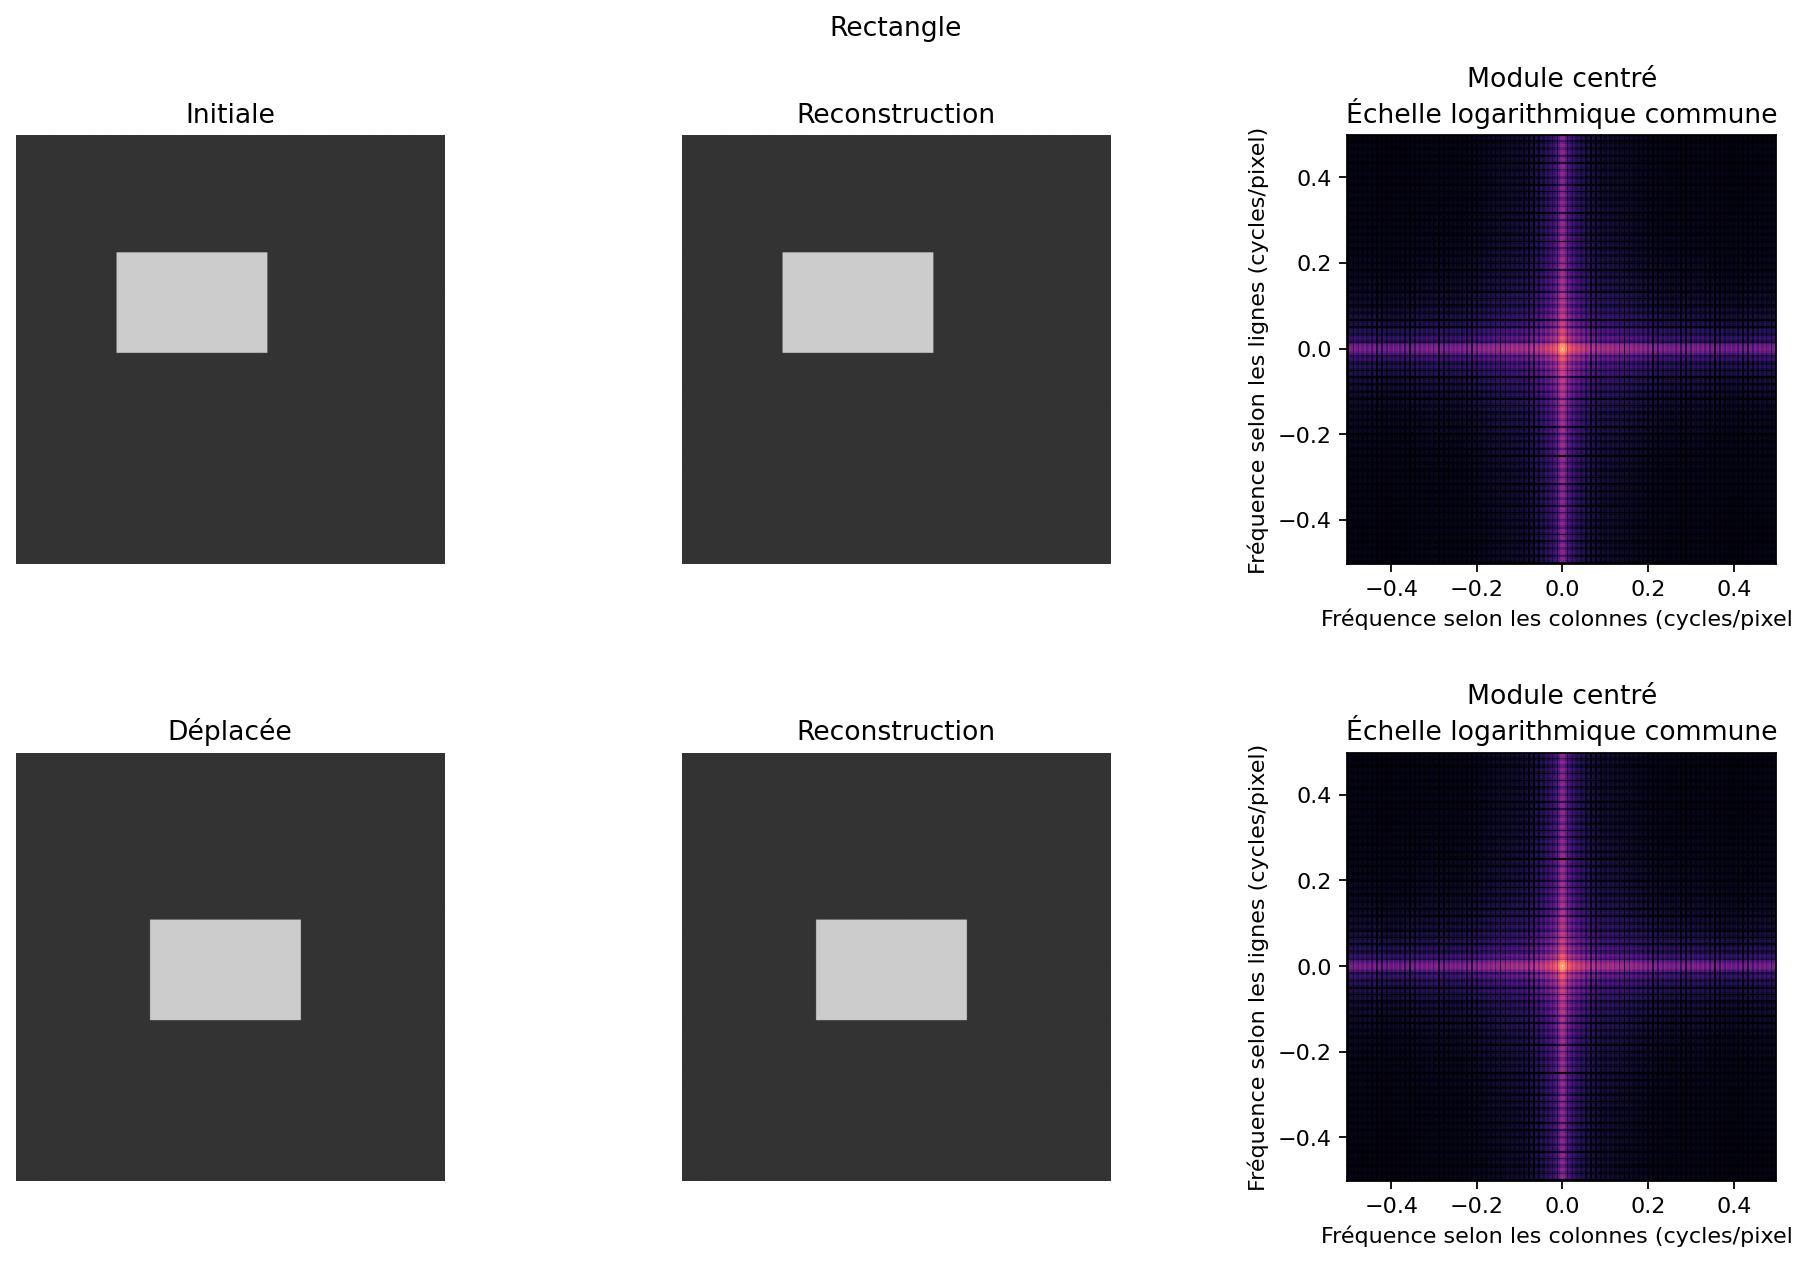 Rectangle
Initiale
Reconstruction
Module centré
Échelle logarithmique commune
Fréquence selon les lignes (cycles/pixel)
0.4
0.2
0.0
−0.2
−0.4
−0.4 −0.2 0.0 0.2 0.4
Fréquence selon les colonnes (cycles/pixel
Déplacée
Reconstruction
Module centré
Échelle logarithmique commune
Fréquence selon les lignes (cycles/pixel)
0.4
0.2
0.0
−0.2
−0.4
−0.4 −0.2 0.0 0.2 0.4
Fréquence selon les colonnes (cycles/pixel